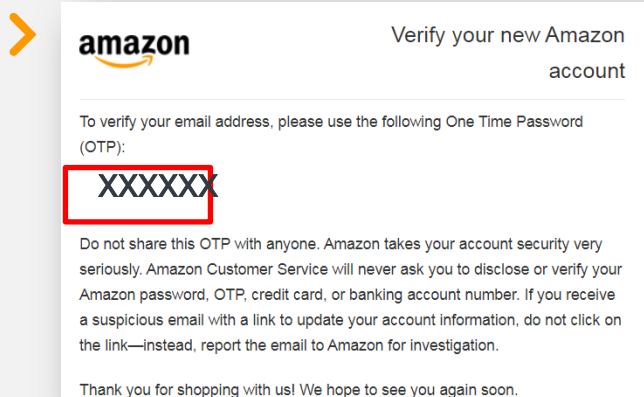 amazon
Verify your new Amazon
account
To verify your email address, please use the following One Time Password
(OTP):
XXXXXX
Do not share this OTP with anyone. Amazon takes your account security very
seriously. Amazon Customer Service will never ask you to disclose or verify your
Amazon password, OTP, credit card, or banking account number. If you receive
a suspicious email with a link to update your account information, do not click on
the link—instead, report the email to Amazon for investigation.
Thank you for shopping with us! We hope to see you again soon.